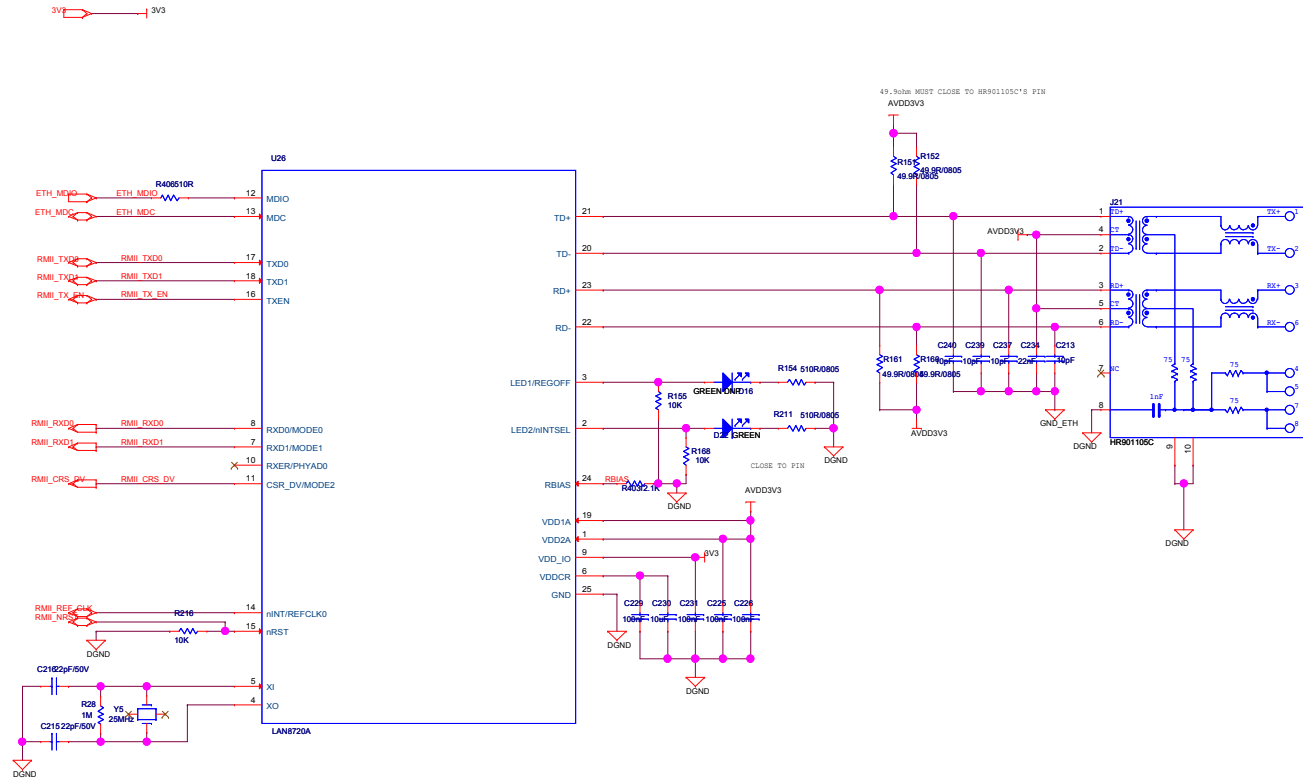 3V3 3V3
49.9ohm MUST CLOSE TO HR901105C'S PIN
AVDD3V3
U26
R151
49.9R/0805
R152
49.9R/0805
ETH_MDIO ETH_MDIO R406 510R 12 MDIO
ETH_MDC ETH_MDC 13 MDC
RMII_TXD0 RMII_TXD0 17 TXD0
RMII_TXD1 RMII_TXD1 18 TXD1
RMII_TX_EN RMII_TX_EN 16 TXEN
RMII_RXD0 RMII_RXD0 8 RXD0/MODE0
RMII_RXD1 RMII_RXD1 7 RXD1/MODE1
10 RXER/PHYAD0
RMII_CRS_DV RMII_CRS_DV 11 CSR_DV/MODE2
RMII_REF_CLK 14 nINT/REFCLK0
RMII_NRS
R216
10K
15 nRST
DGND
C216 22pF/50V
5 XI
4 XO
R28
1M
Y5
25MHz
C215 22pF/50V
DGND
LAN8720A
TD+ 21
TD- 20
RD+ 23
RD- 22
LED1/REGOFF 3
LED2/nINTSEL 2
RBIAS 24 RBIAS
VDD1A 19
VDD2A 1
VDD_IO 9 3V3
VDDCR 6
GND 25
DGND
R155
10K
GREEN DNP D16
R154 510R/0805
R168
10K
D22 GREEN
R211 510R/0805
DGND
R403 12.1K
DGND
CLOSE TO PIN
AVDD3V3
C229
100nF
C230
10uF
C231
100nF
C225
100nF
C226
100nF
DGND
R161
49.9R/0805
49.9R/0805
AVDD3V3
AVDD3V3
C240
10pF
C239
10pF
C237
10pF
C234
22nF
C213
10pF
GND_ETH
J21
1 TD+
4 CT
2 TD-
3 RD+
5 CT
6 RD-
7 NC
8
TX+ 1
TX- 2
RX+ 3
RX- 6
75 75 75 4
5
1nF 75 7
8
DGND
HR901105C
9 10
DGND